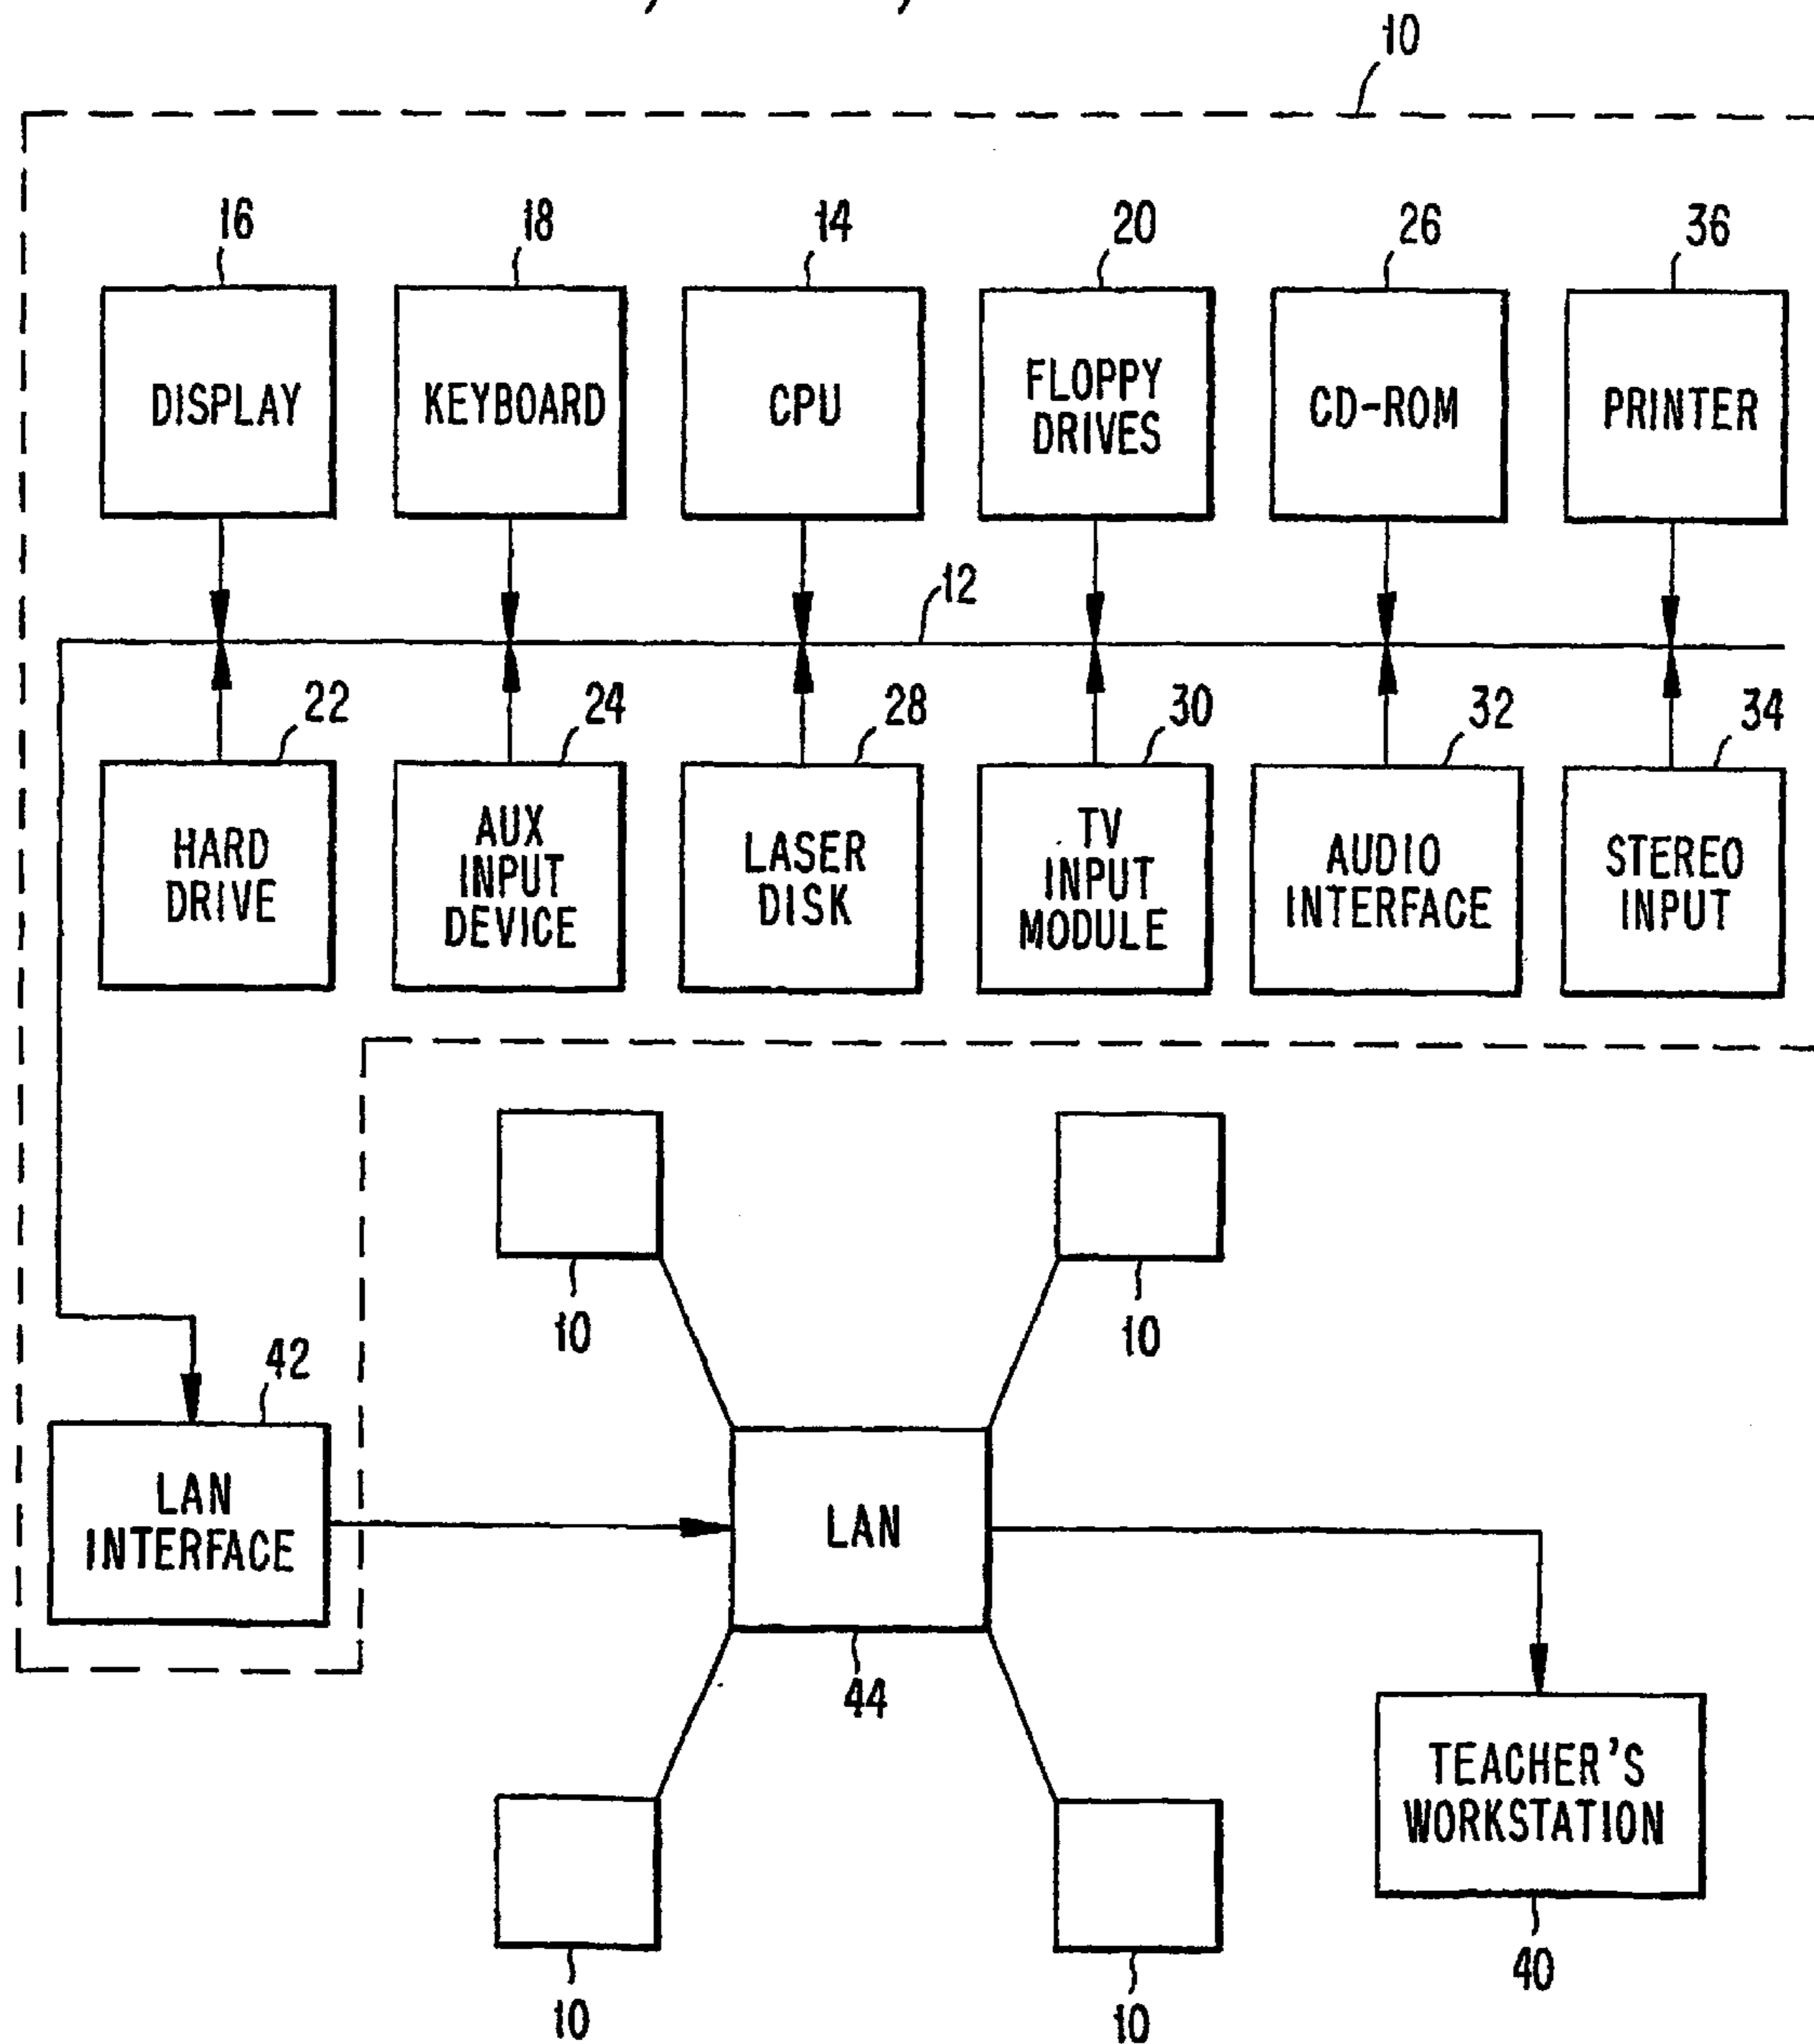 10
16
18
14
20
26
36
DISPLAY
KEYBOARD
CPU
FLOPPY
DRIVES
CD-ROM
PRINTER
12
22
24
28
30
32
34
HARD
DRIVE
AUX
INPUT
DEVICE
LASER
DISK
TV
INPUT
MODULE
AUDIO
INTERFACE
STEREO
INPUT
10
10
42
LAN
INTERFACE
LAN
44
TEACHER'S
WORKSTATION
40
10
10